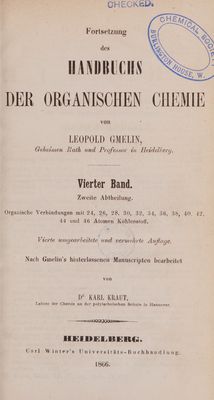 CHECKED.
CHEMICAL SOCIETY
BURLINGTON HOUSE, W.
Fortsetzung
des
HANDBUCHS
DER ORGANISCHEN CHEMIE
von
LEOPOLD GMELIN,
Geheimen Rath und Professor in Heidelberg.
Vierter Band.
Zweite Abtheilung.
Organische Verbindungen mit 24, 26, 28, 30, 32, 34, 36, 38, 40, 42,
44 und 46 Atomen Kohlenstoff.
Vierte umgearbeitete und vermehrte Auflage.
Nach Gmelin's hinterlassenen Manuscripten bearbeitet
von
Dr KARL KRAUT,
Lehrer der Chemie an der polytechnischen Schule in Hannover.
HEIDELBERG.
Carl Winter's Universitäts-Buchhandlung.
1866.